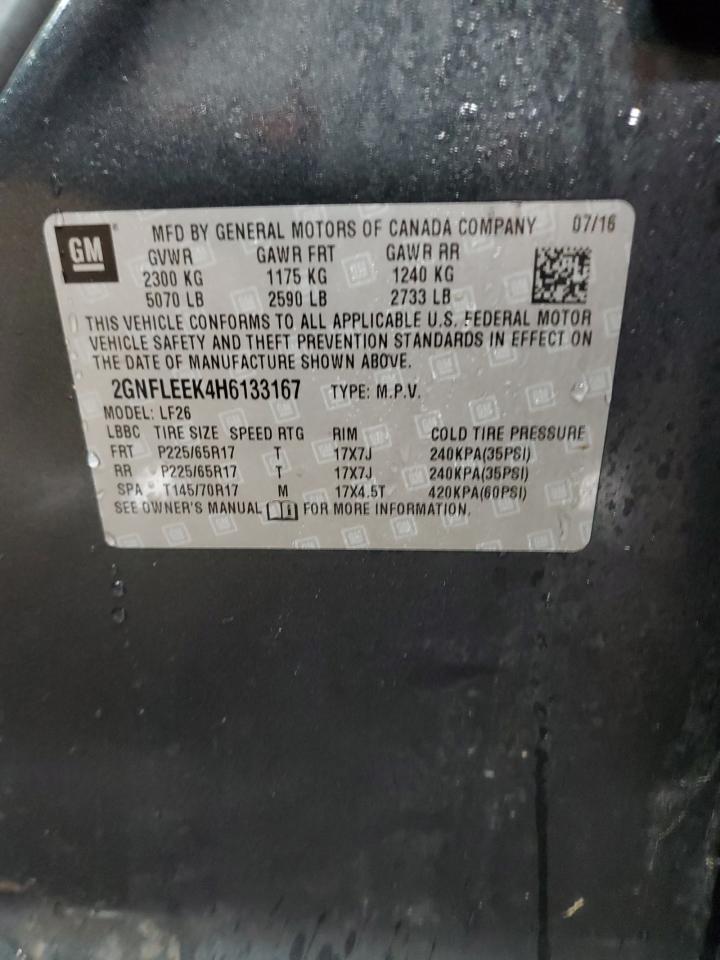 GM MFD BY GENERAL MOTORS OF CANADA COMPANY 07/16
GVWR GAWR FRT GAWR RR
2300 KG 1175 KG 1240 KG
5070 LB 2590 LB 2733 LB
THIS VEHICLE CONFORMS TO ALL APPLICABLE U.S. FEDERAL MOTOR
VEHICLE SAFETY AND THEFT PREVENTION STANDARDS IN EFFECT ON
THE DATE OF MANUFACTURE SHOWN ABOVE.
2GNFLEEK4H6133167 TYPE: M.P.V.
MODEL: LF26
LBBC TIRE SIZE SPEED RTG RIM COLD TIRE PRESSURE
FRT P225/65R17 T 17X7J 240KPA(35PSI)
RR P225/65R17 T 17X7J 240KPA(35PSI)
SPA T145/70R17 M 17X4.5T 420KPA(60PSI)
SEE OWNER'S MANUAL FOR MORE INFORMATION.